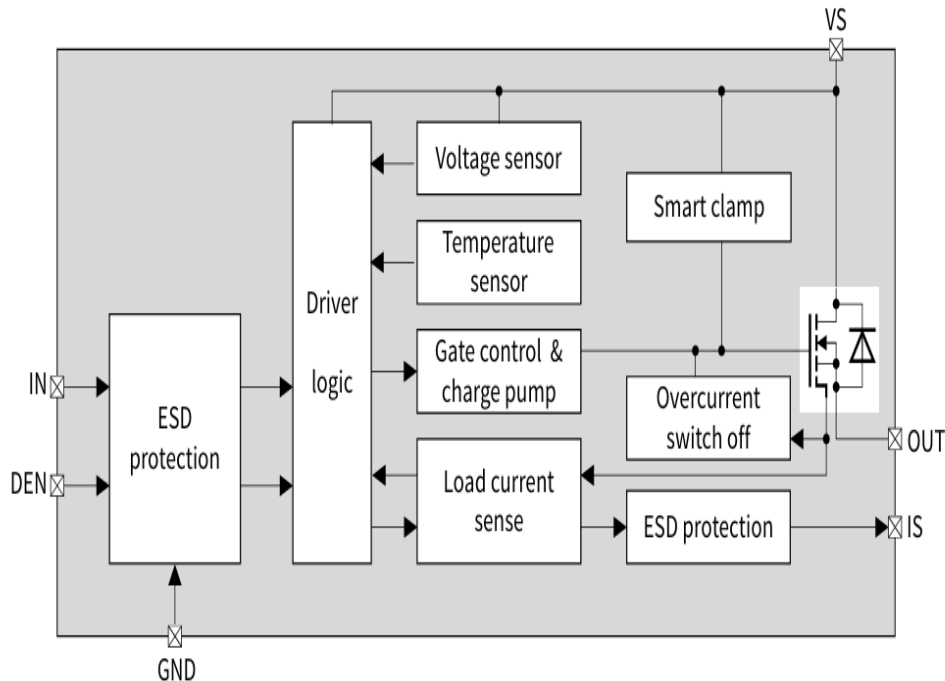 VS
Voltage sensor
Smart clamp
Temperature
sensor
Driver
logic
Gate control &
charge pump
IN
ESD
protection
Overcurrent
switch off
OUT
DEN
Load current
sense
ESD protection
IS
GND